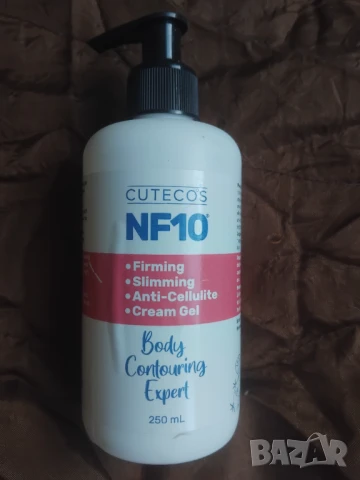 CUTECOS
NF10®
•Firming
•Slimming
•Anti-Cellulite
•Cream Gel
Body
Contouring
Expert
250 mL
BAZAR